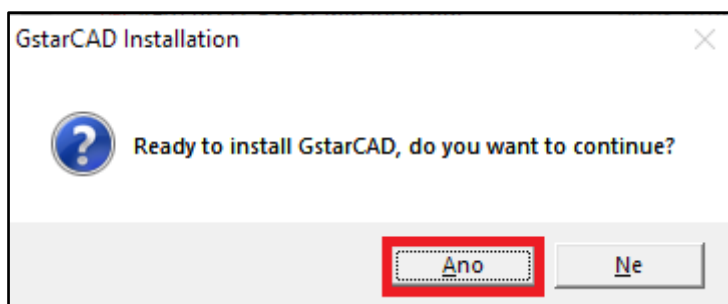 GstarCAD Installation
Ready to install GstarCAD, do you want to continue?
Ano
Ne